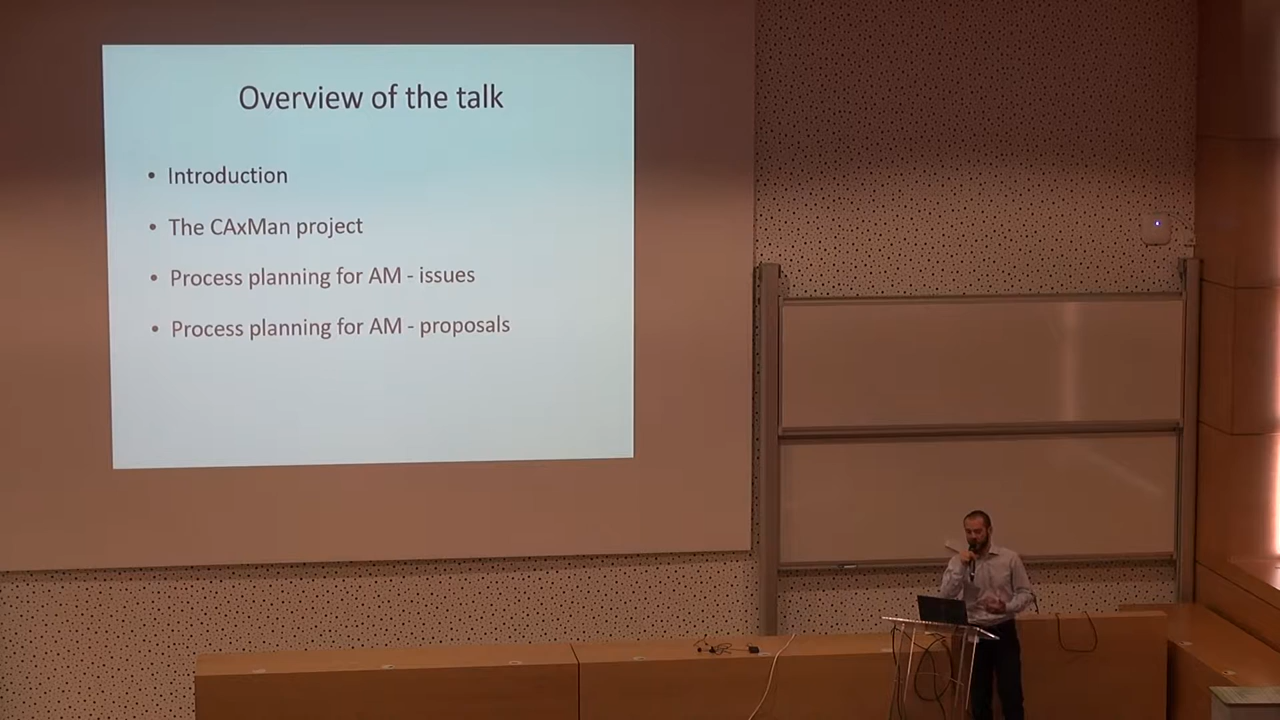 Overview of the talk
• Introduction
• The CAxMan project
• Process planning for AM - issues
• Process planning for AM - proposals